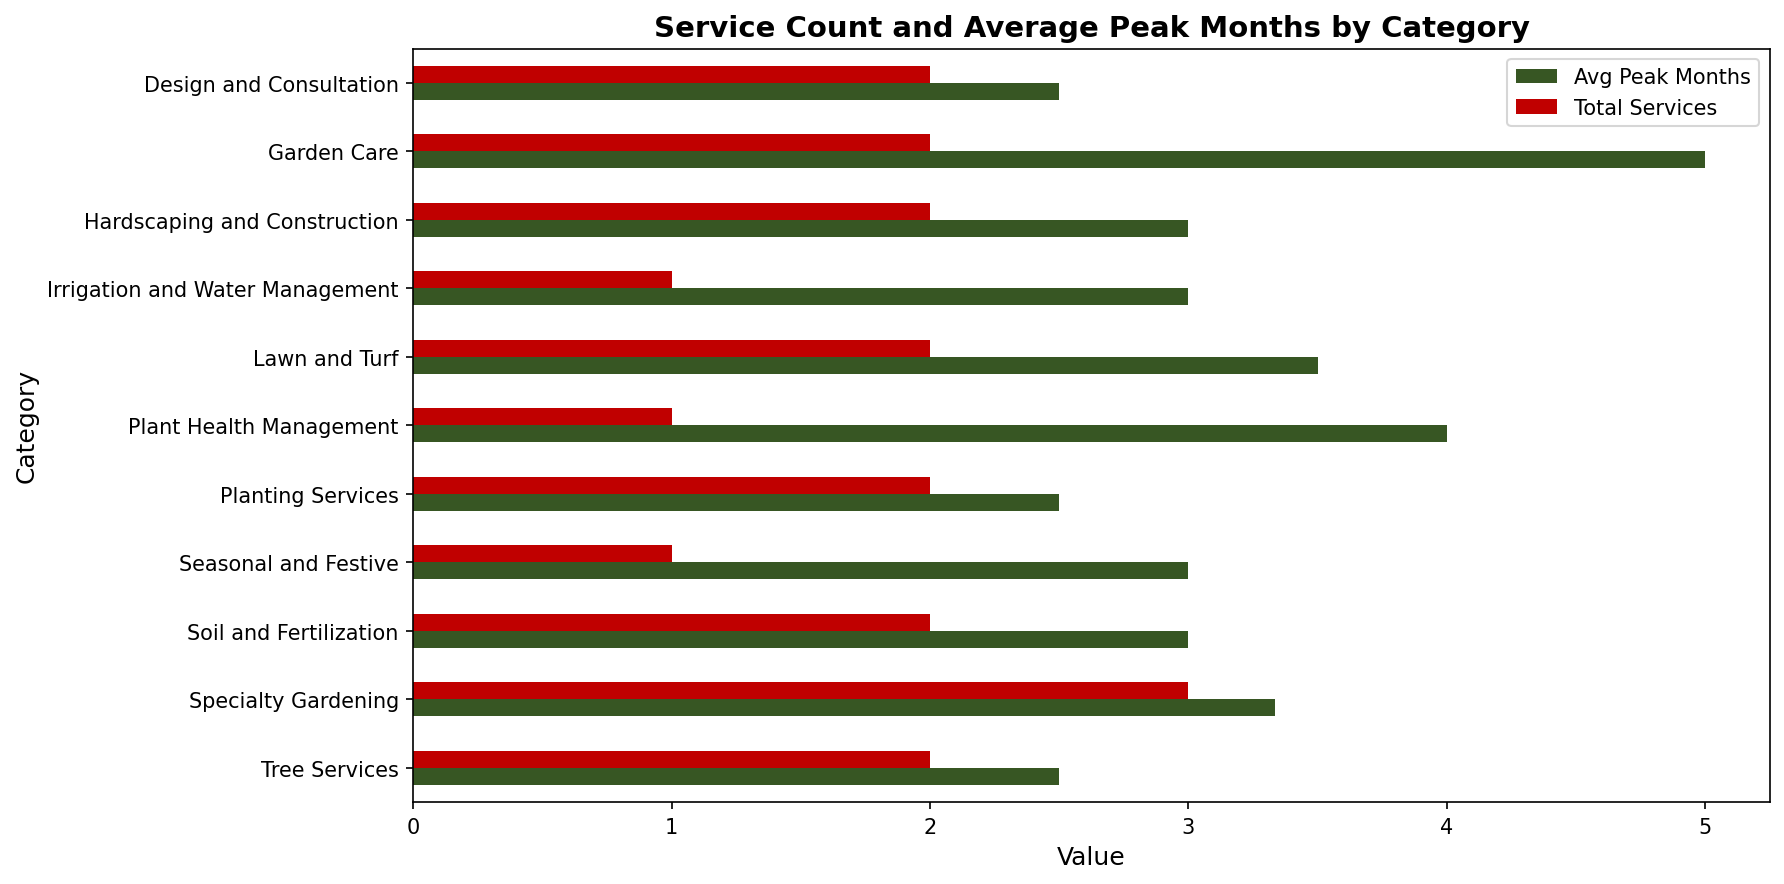 Service Count and Average Peak Months by Category
Avg Peak Months
Total Services
Category
Design and Consultation
Garden Care
Hardscaping and Construction
Irrigation and Water Management
Lawn and Turf
Plant Health Management
Planting Services
Seasonal and Festive
Soil and Fertilization
Specialty Gardening
Tree Services
0 1 2 3 4 5
Value